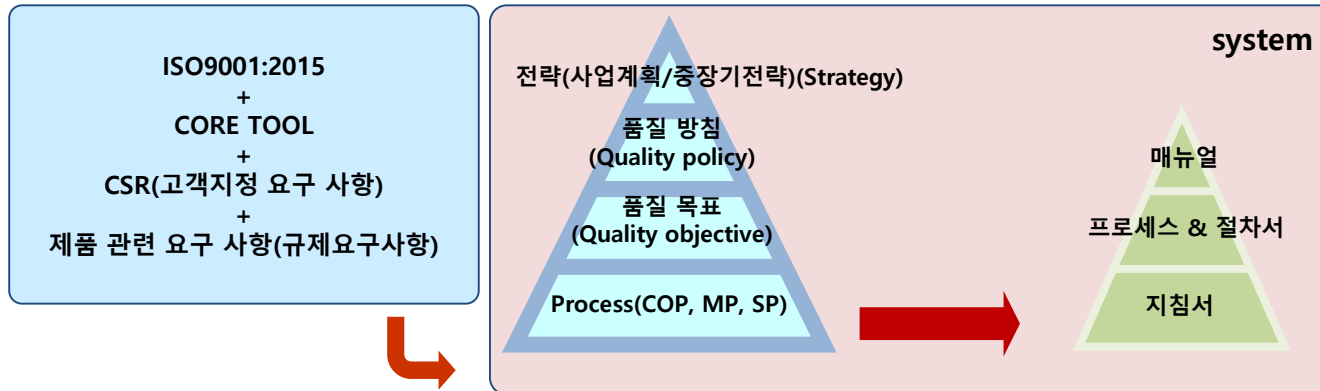 ISO9001:2015
+
CORE TOOL
+
CSR(고객지정 요구 사항)
+
제품 관련 요구 사항(규제요구사항)
system
전략(사업계획/중장기전략)(Strategy)
품질 방침
(Quality policy)
품질 목표
(Quality objective)
Process(COP, MP, SP)
매뉴얼
프로세스 & 절차서
지침서